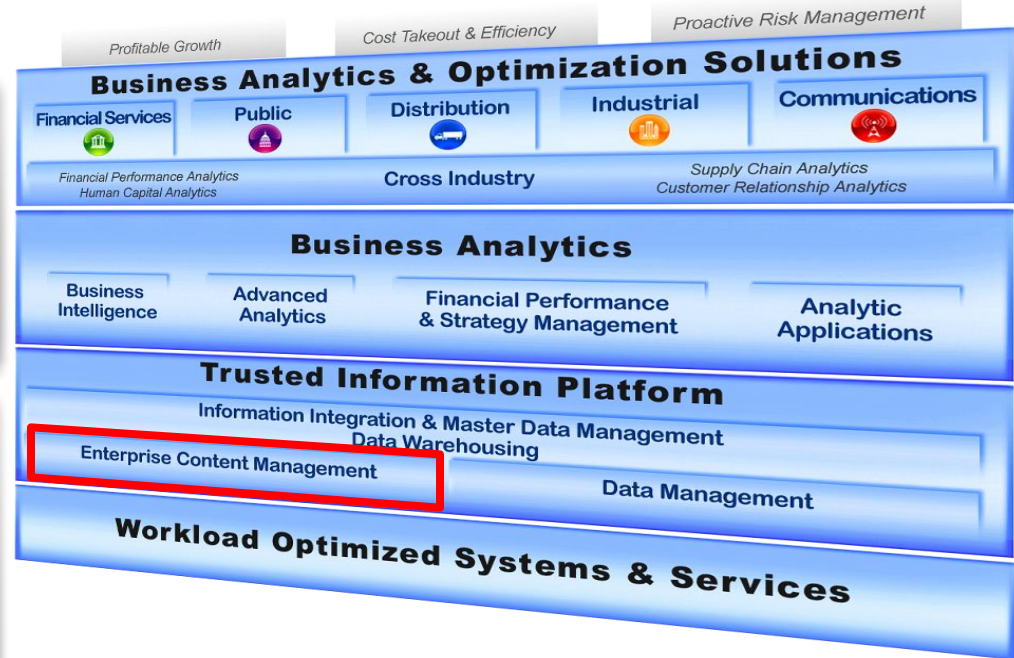 Profitable Growth
Cost Takeout & Efficiency
Proactive Risk Management
Business Analytics & Optimization Solutions
Financial Services
Public
Distribution
Industrial
Communications
Financial Performance Analytics
Human Capital Analytics
Cross Industry
Supply Chain Analytics
Customer Relationship Analytics
Business Analytics
Business
Intelligence
Advanced
Analytics
Financial Performance
& Strategy Management
Analytic
Applications
Trusted Information Platform
Information Integration & Master Data Management
Data Warehousing
Enterprise Content Management
Data Management
Workload Optimized Systems & Services